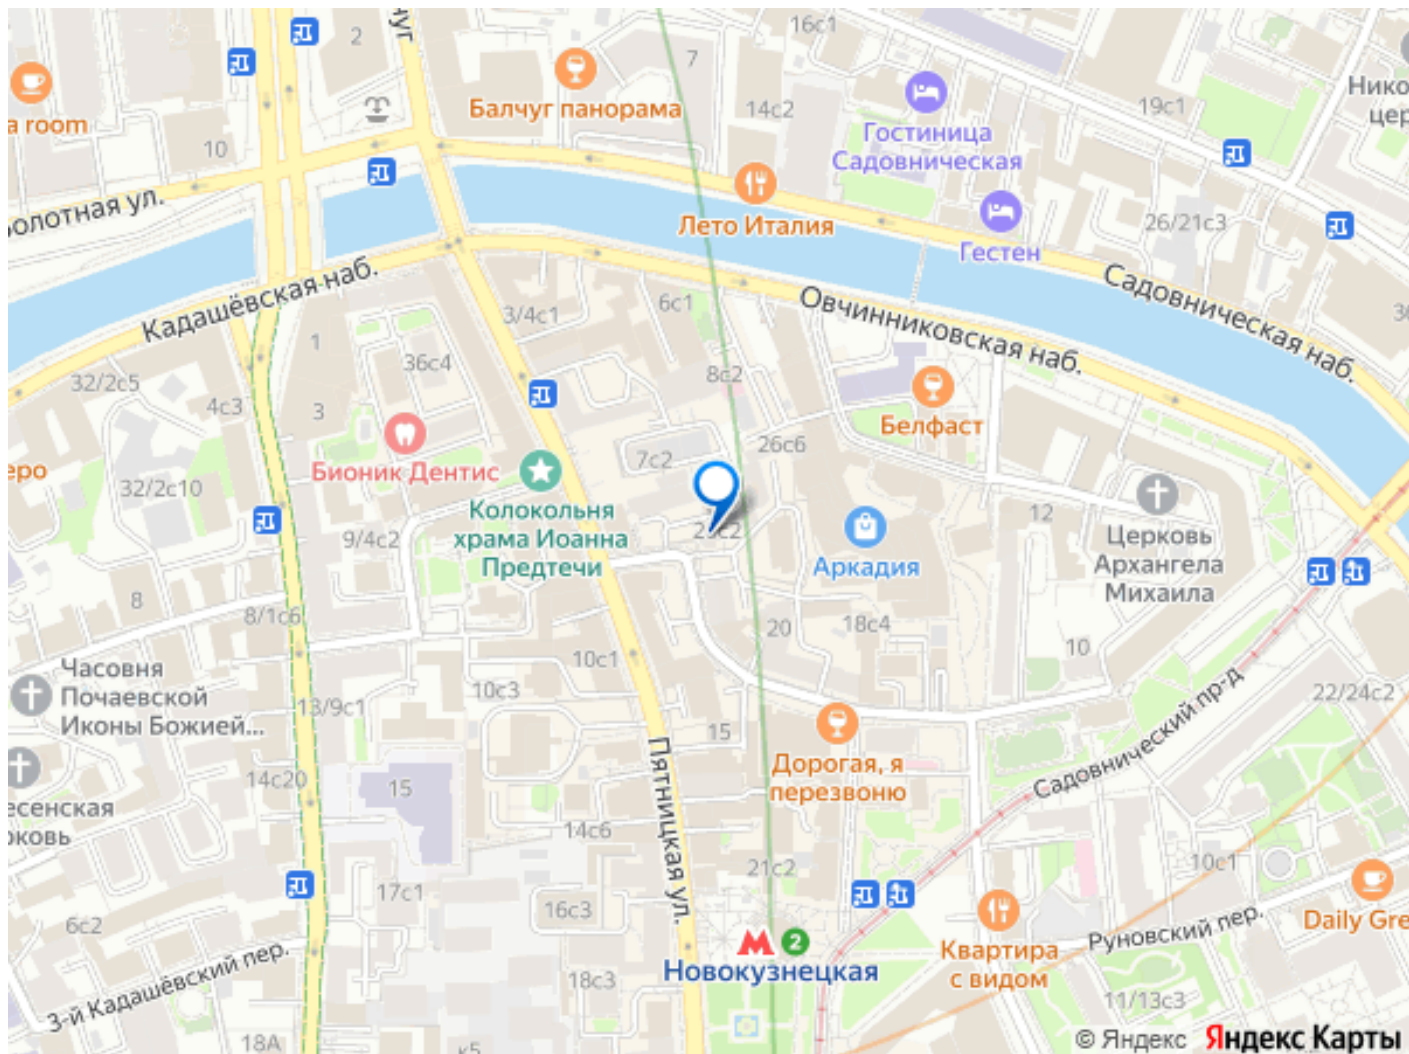 2
16с1
7
Балчуг панорама
14с2
19с1
Гостиница
Садовническая
a room
10
Лето Италия
26/21с3
Гестен
Садовническая наб.
Кадашёвская наб.
Овчинниковская наб.
3/4с1
6с1
1
36с4
8с2
32/2с5
4с3
3
26с6
Белфаст
7с2
Бионик Дентис
32/2с10
Колокольня
храма Иоанна
Предтечи
9/4с2
Аркадия
12
Церковь
Архангела
Михаила
8
8/1с6
20
18с4
10
Часовня
Почаевской
Иконы Божией...
10с1
10с3
13/9с1
15
22/24с2
Садовнический пр-д
Дорогая, я
перезвоню
Пятницкая ул.
14с20
15
14с6
21с2
10с1
17с1
16с3
6с2
Новокузнецкая
2
Квартира
с видом
Руновский пер.
3-й Кадашёвский пер.
18с3
11/13с3
18А
к5
© Яндекс Яндекс Карты